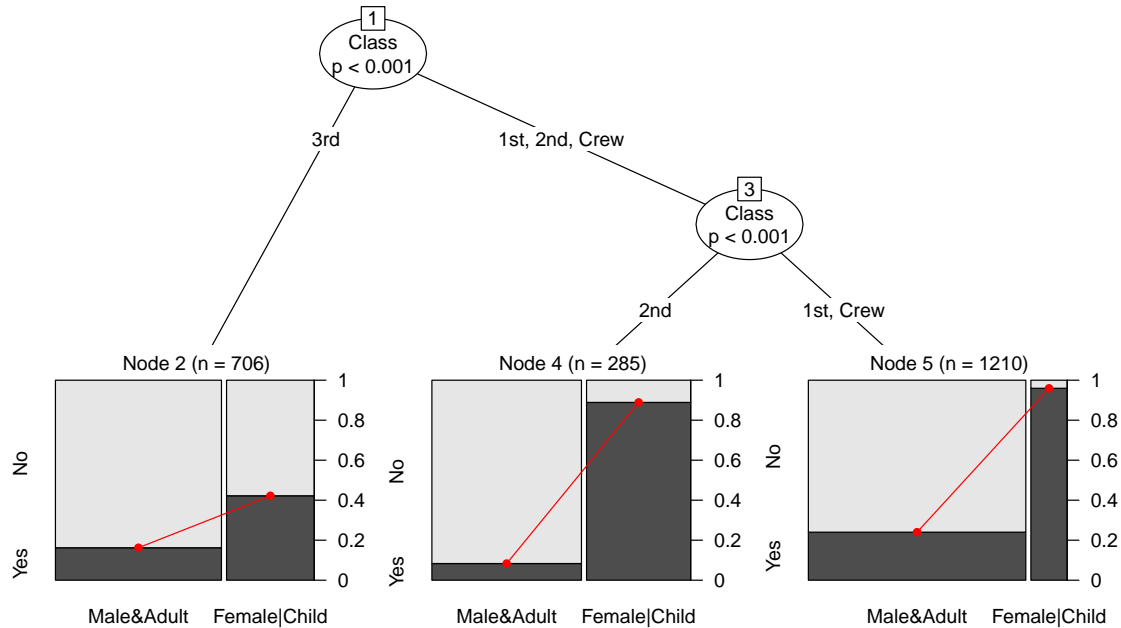 1
Class
p < 0.001
3rd
1st, 2nd, Crew
3
Class
p < 0.001
2nd
1st, Crew
Node 2 (n = 706)
No
Yes
1
0.8
0.6
0.4
0.2
0
Male&Adult
Female|Child
Node 4 (n = 285)
No
Yes
1
0.8
0.6
0.4
0.2
0
Male&Adult
Female|Child
Node 5 (n = 1210)
No
Yes
1
0.8
0.6
0.4
0.2
0
Male&Adult
Female|Child